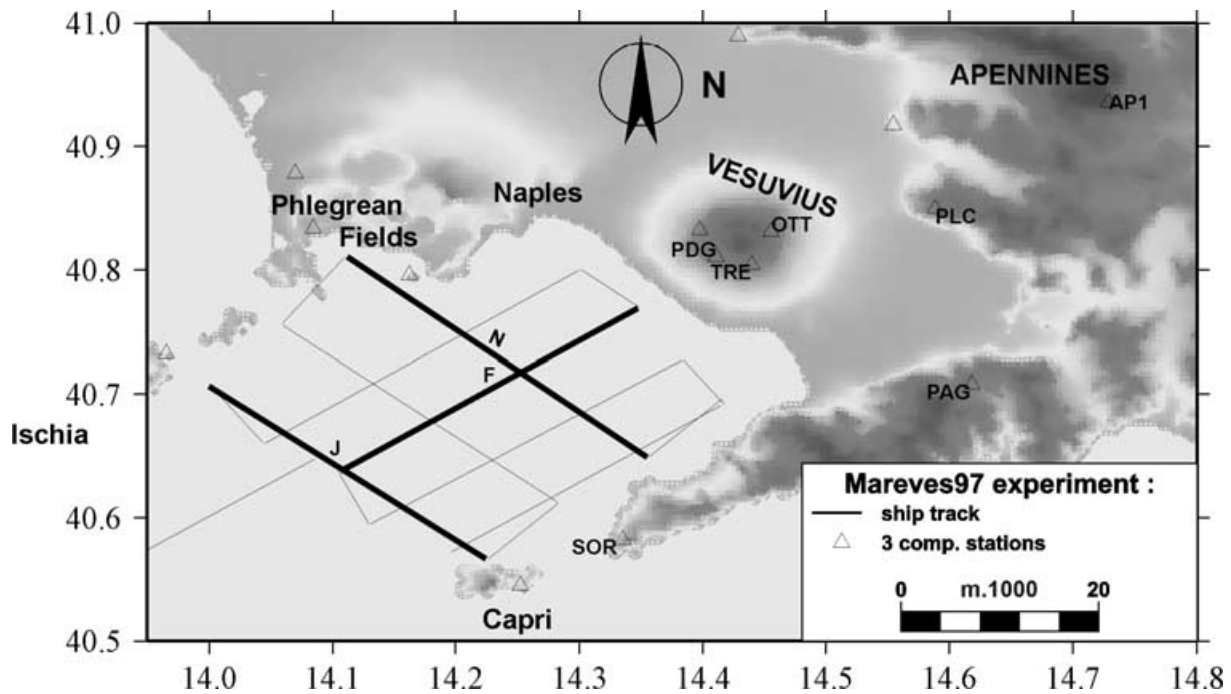 41.0
40.9
40.8
40.7
40.6
40.5
N
APENNINES
AP1
VESUVIUS
Naples
Phlegrean
Fields
OTT
PDG
TRE
PLC
N
F
J
PAG
Ischia
SOR
Capri
Mareves97 experiment :
ship track
3 comp. stations
0 m.1000 20
14.0 14.1 14.2 14.3 14.4 14.5 14.6 14.7 14.8